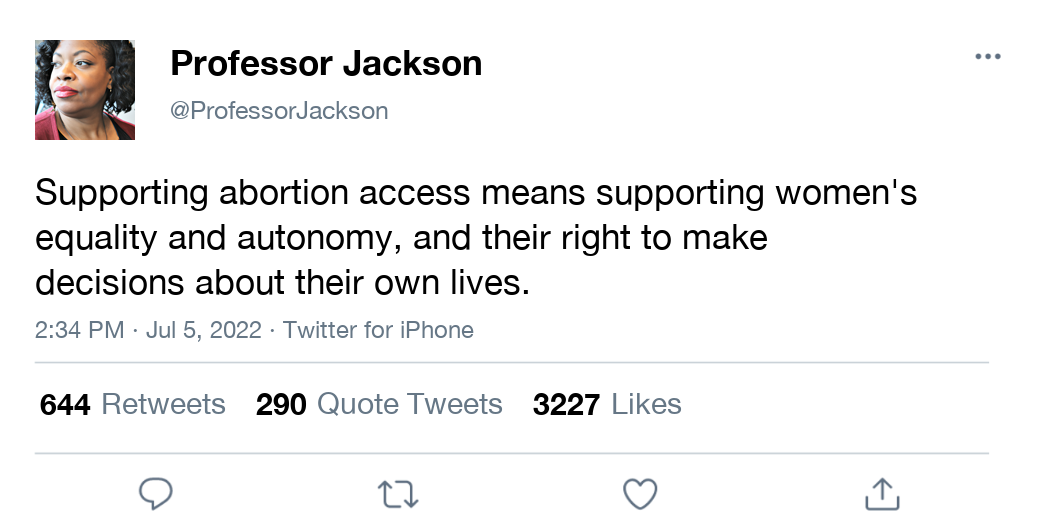 Professor Jackson
@ProfessorJackson
Supporting abortion access means supporting women's
equality and autonomy, and their right to make
decisions about their own lives.
2:34 PM · Jul 5, 2022 · Twitter for iPhone
644 Retweets 290 Quote Tweets 3227 Likes